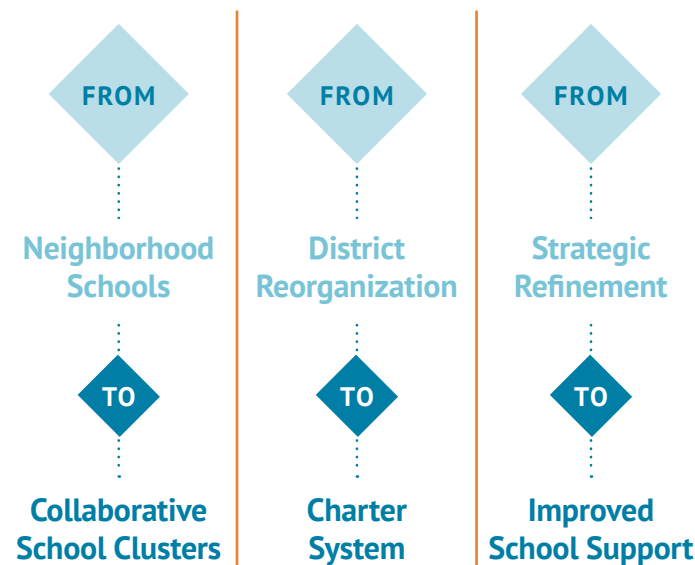 FROM
Neighborhood
Schools
TO
Collaborative
School Clusters
FROM
District
Reorganization
TO
Charter
System
FROM
Strategic
Refinement
TO
Improved
School Support